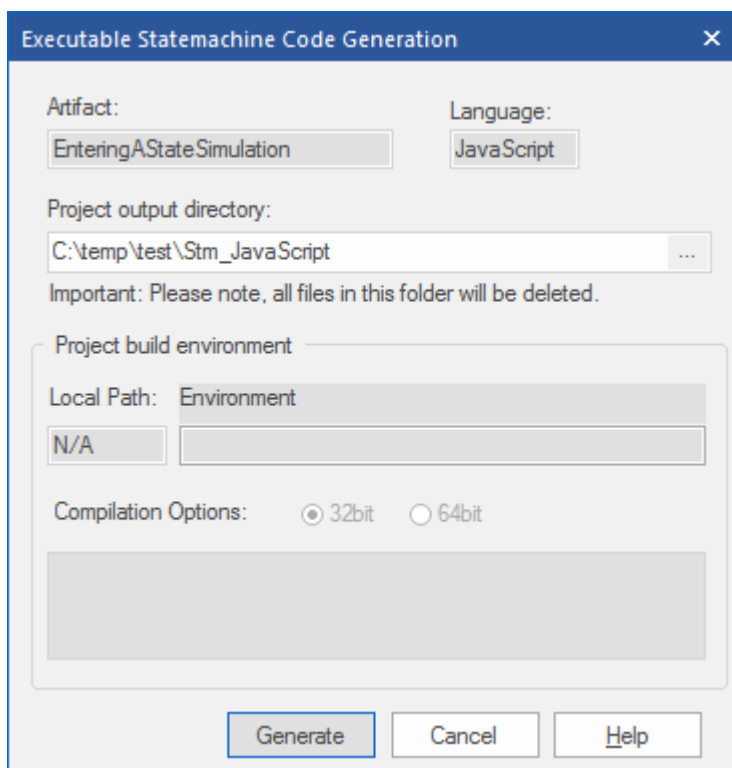 Executable Statemachine Code Generation
Artifact: Language:
EnteringAStateSimulation JavaScript
Project output directory:
C:\temp\test\Stm_JavaScript ...
Important: Please note, all files in this folder will be deleted.
Project build environment
Local Path: Environment
N/A
Compilation Options: 32bit 64bit
Generate Cancel Help